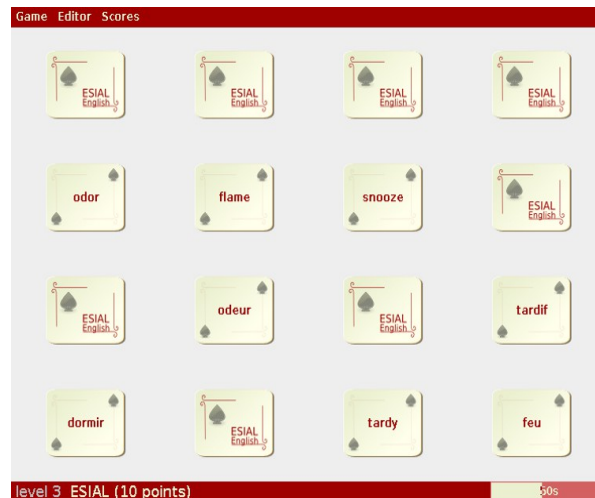 Game Editor Scores
ESIAL
English
ESIAL
English
ESIAL
English
ESIAL
English
odor
flame
snooze
ESIAL
English
ESIAL
English
odeur
ESIAL
English
tardif
dormir
ESIAL
English
tardy
feu
level 3 ESIAL (10 points)
60s